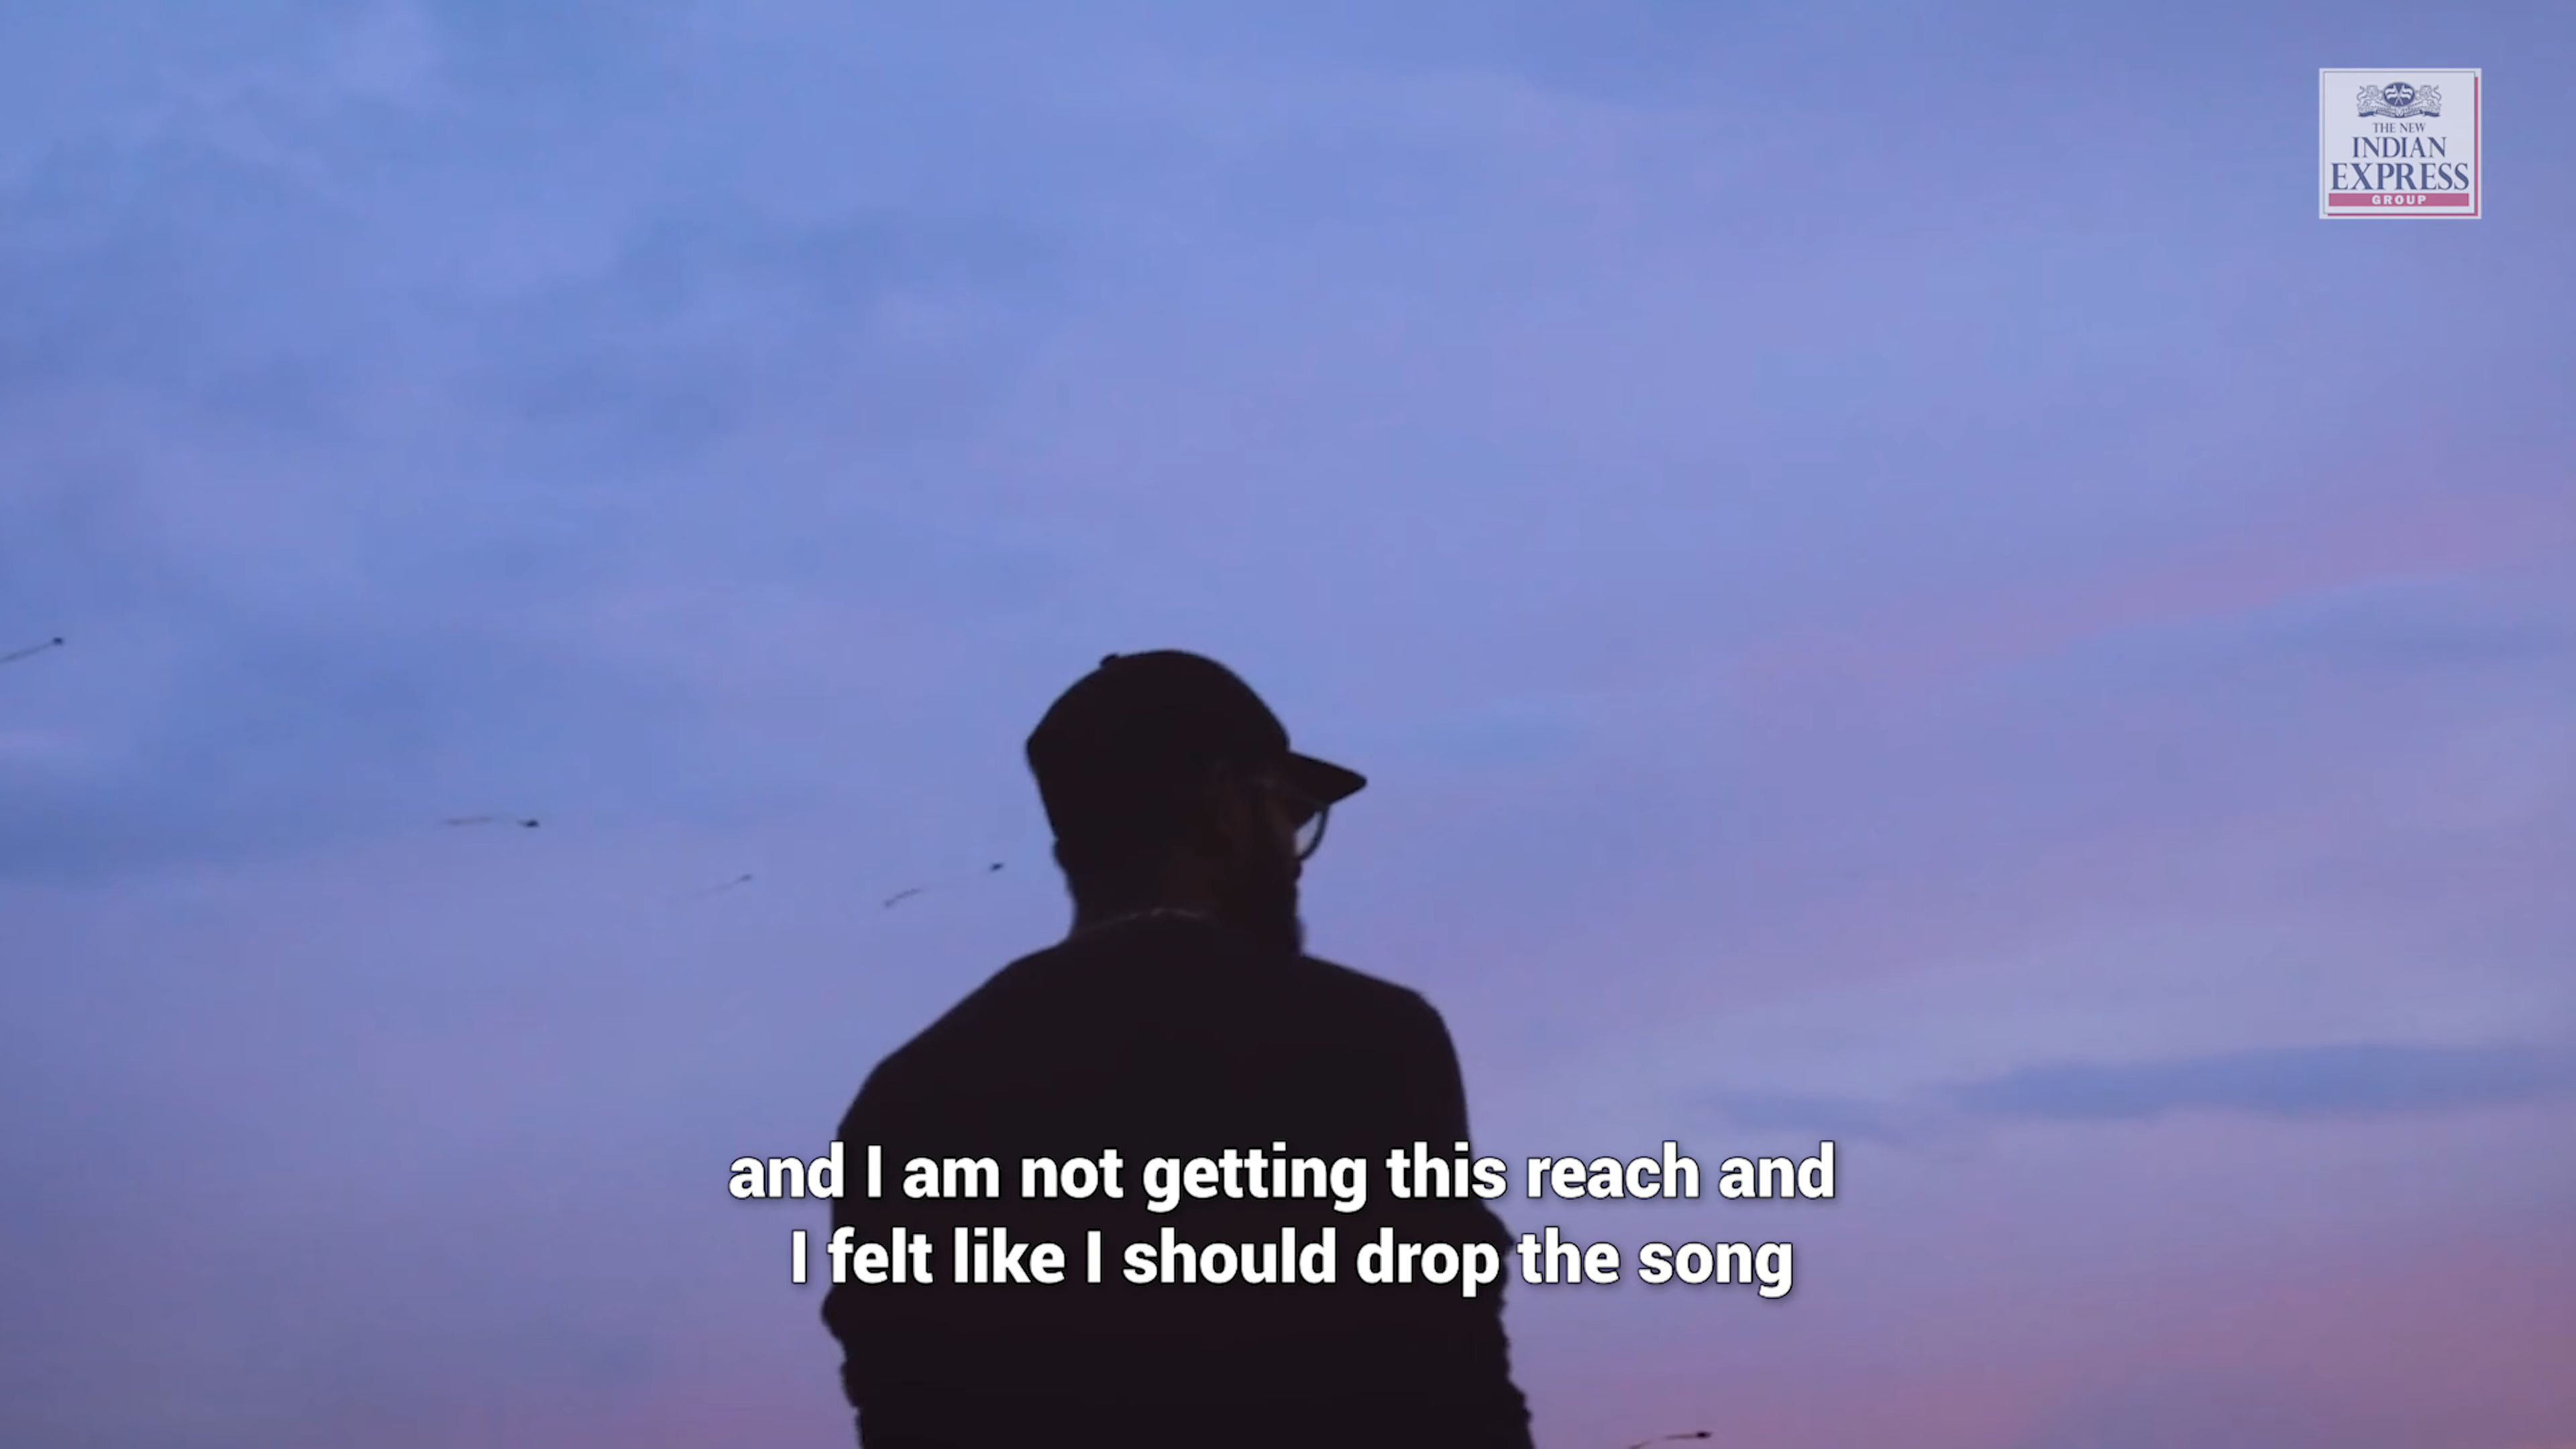 THE NEW
INDIAN
EXPRESS
GROUP
and I am not getting this reach and
I felt like I should drop the song